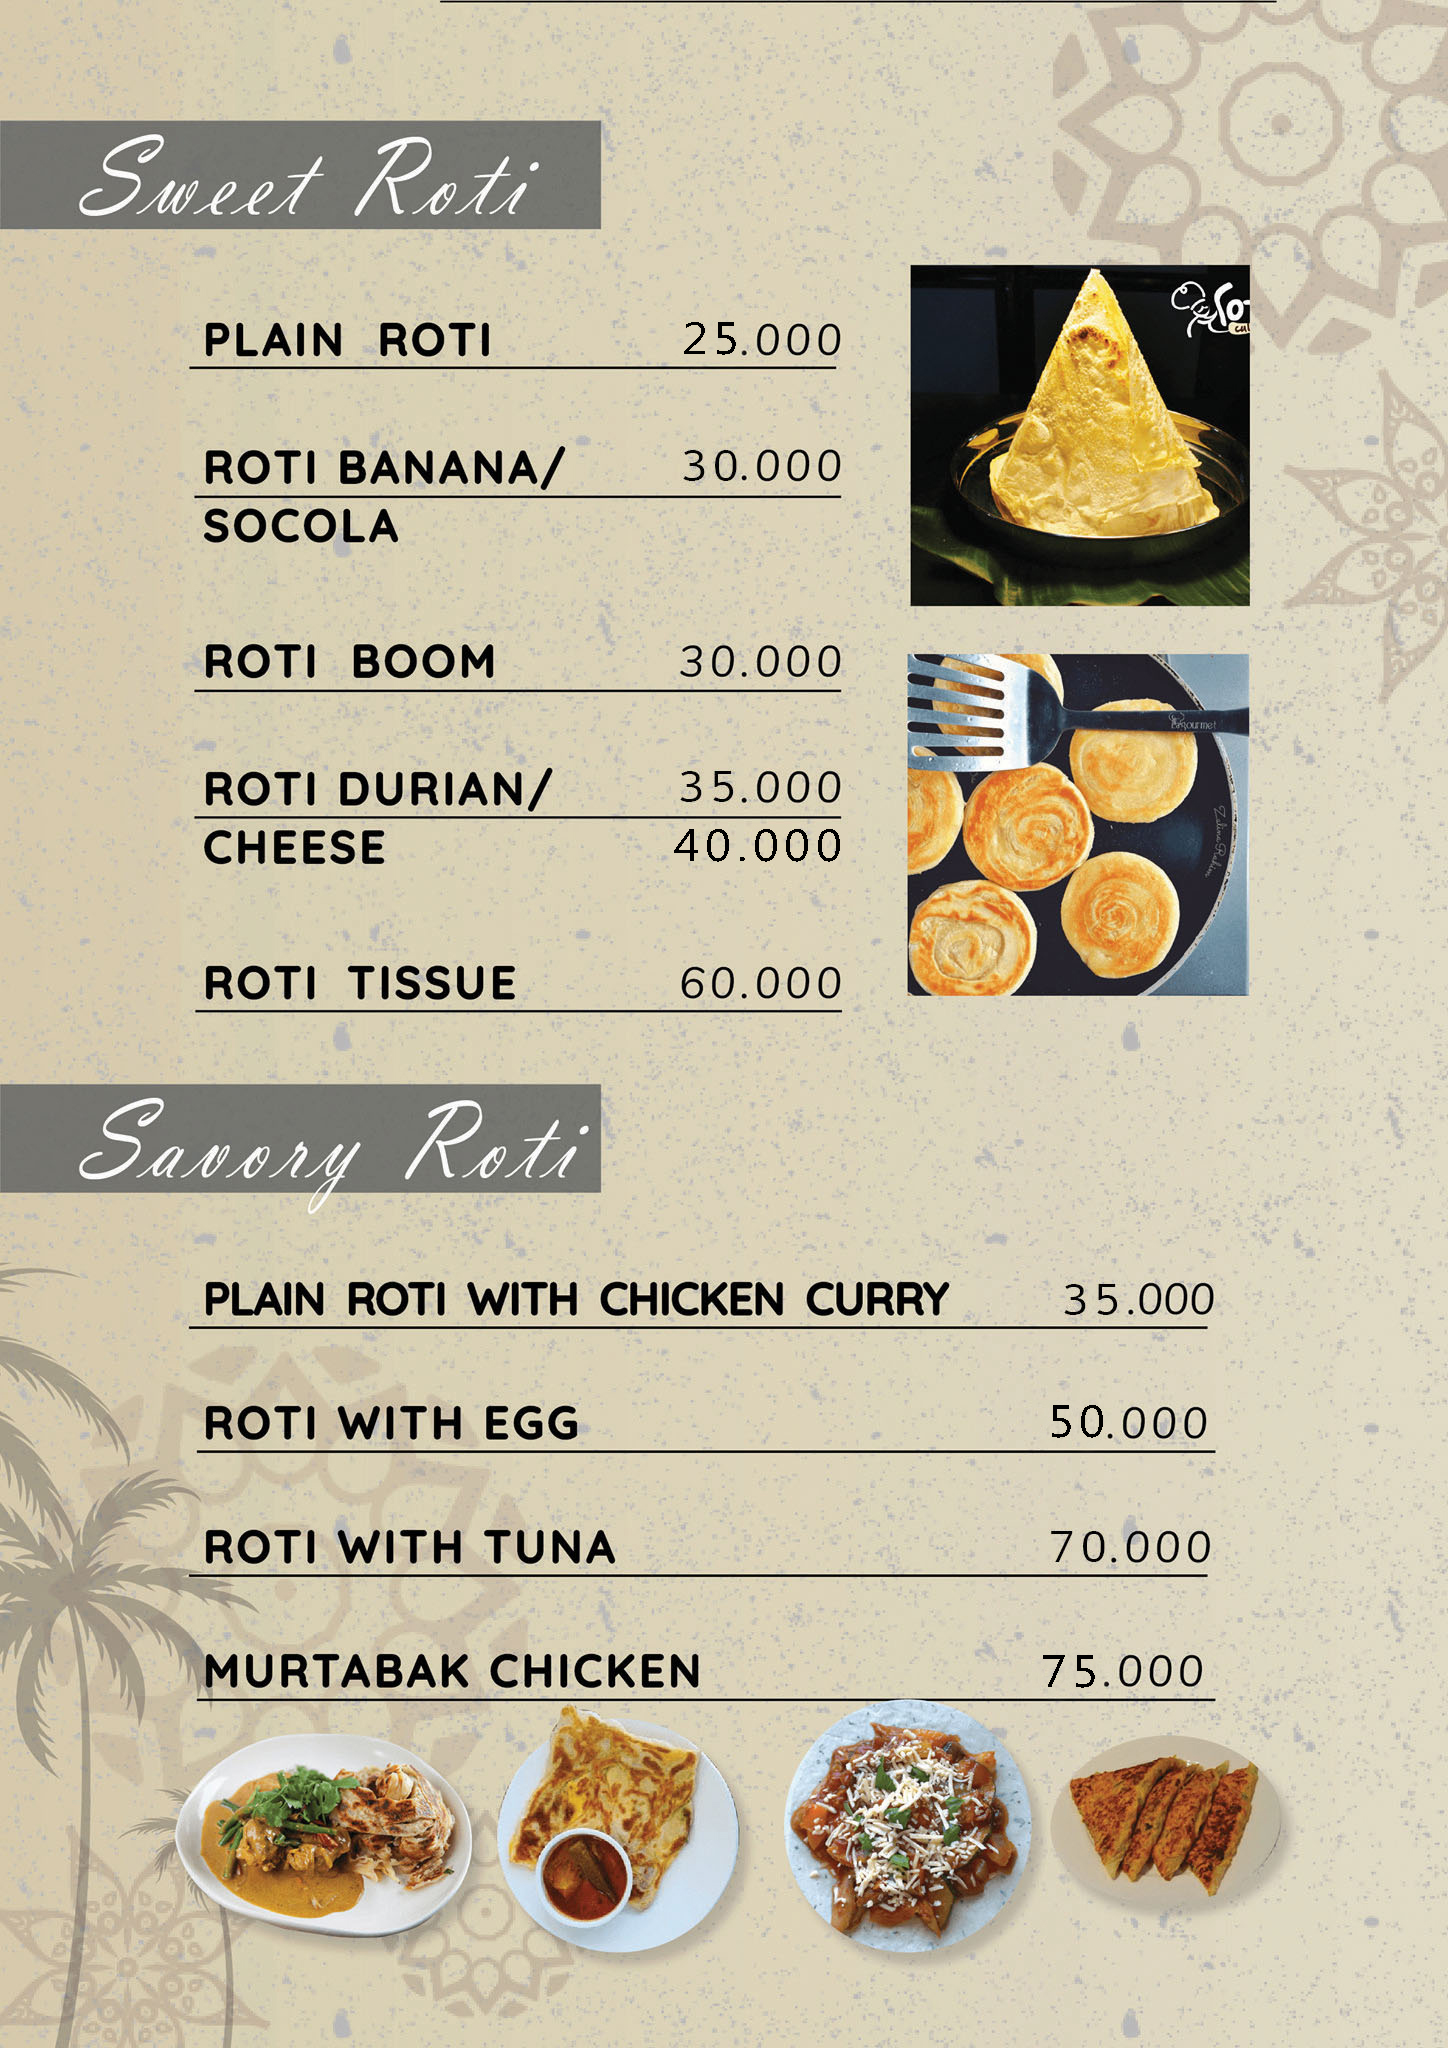 Sweet Roti
PLAIN ROTI 25.000
ROTI BANANA/ 30.000
SOCOLA
ROTI BOOM 30.000
ROTI DURIAN/ 35.000
CHEESE 40.000
ROTI TISSUE 60.000
Savory Roti
PLAIN ROTI WITH CHICKEN CURRY 35.000
ROTI WITH EGG 50.000
ROTI WITH TUNA 70.000
MURTABAK CHICKEN 75.000